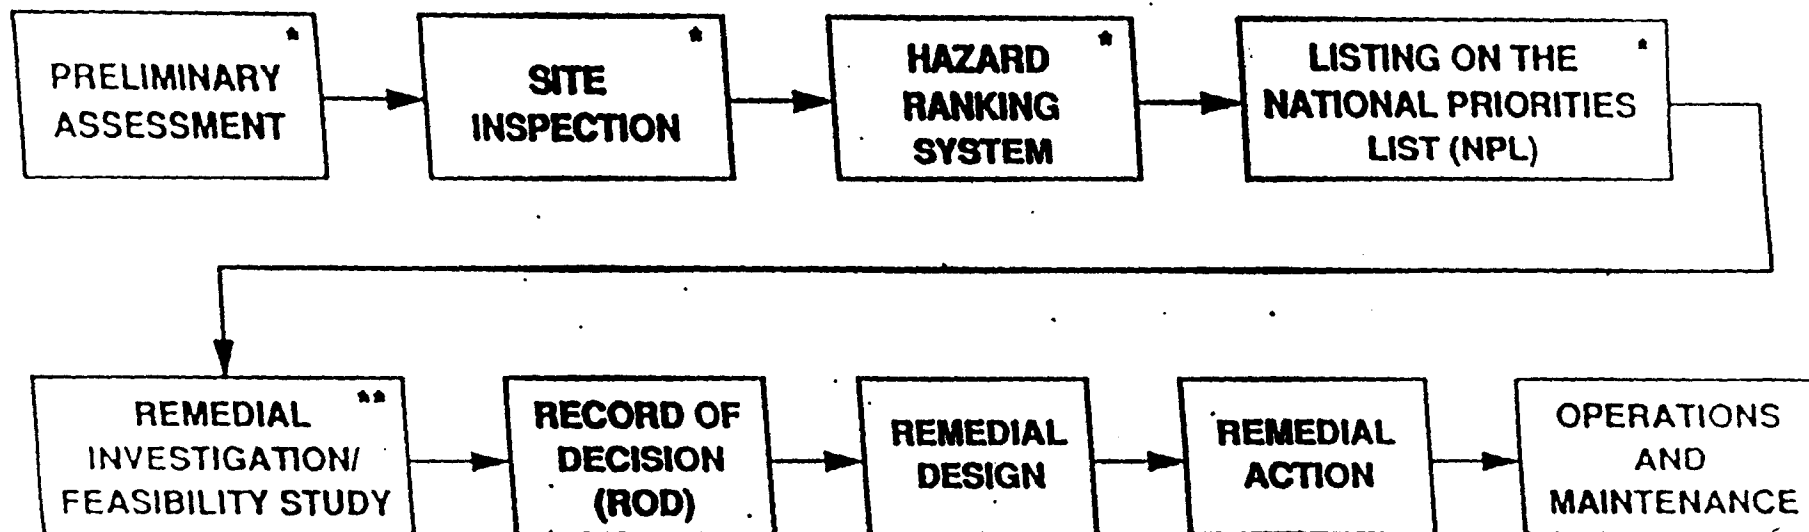 *
PRELIMINARY
ASSESSMENT
*
SITE
INSPECTION
*
HAZARD
RANKING
SYSTEM
*
LISTING ON THE
NATIONAL PRIORITIES
LIST (NPL)
**
REMEDIAL
INVESTIGATION/
FEASIBILITY STUDY
RECORD OF
DECISION
(ROD)
REMEDIAL
DESIGN
REMEDIAL
ACTION
OPERATIONS
AND
MAINTENANCE